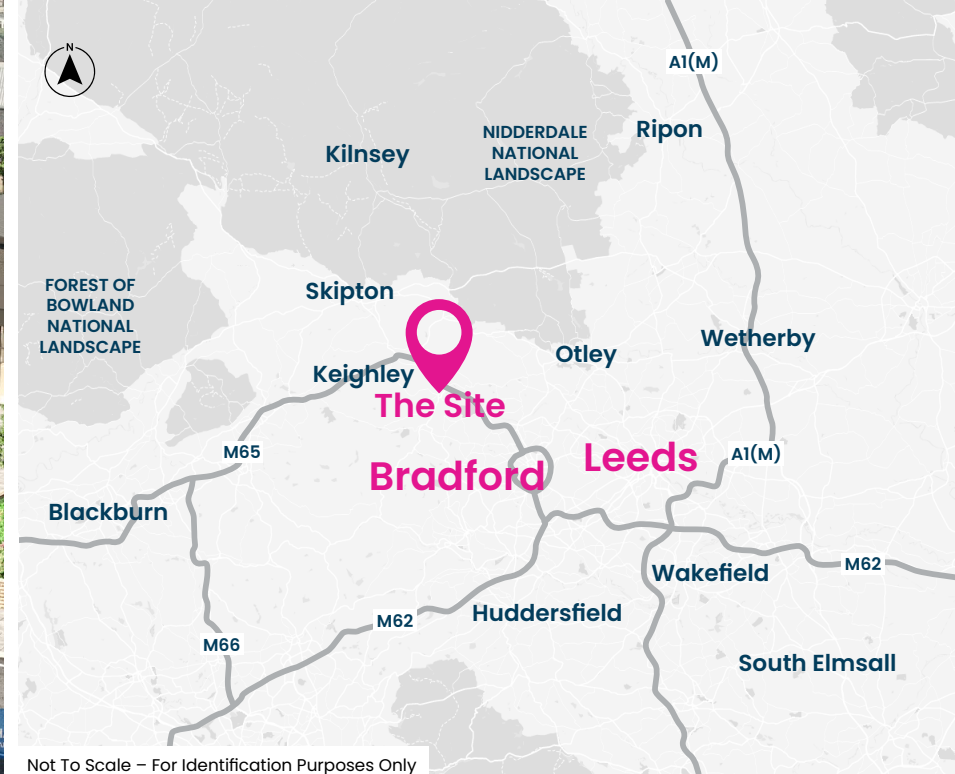 N
A1(M)
Ripon
NIDDERDALE
NATIONAL
LANDSCAPE
Kilnsey
Skipton
FOREST OF
BOWLAND
NATIONAL
LANDSCAPE
Wetherby
Otley
Keighley
The Site
M65
Bradford
Leeds
A1(M)
Blackburn
M62
Wakefield
Huddersfield
M62
M66
South Elmsall
Not To Scale – For Identification Purposes Only